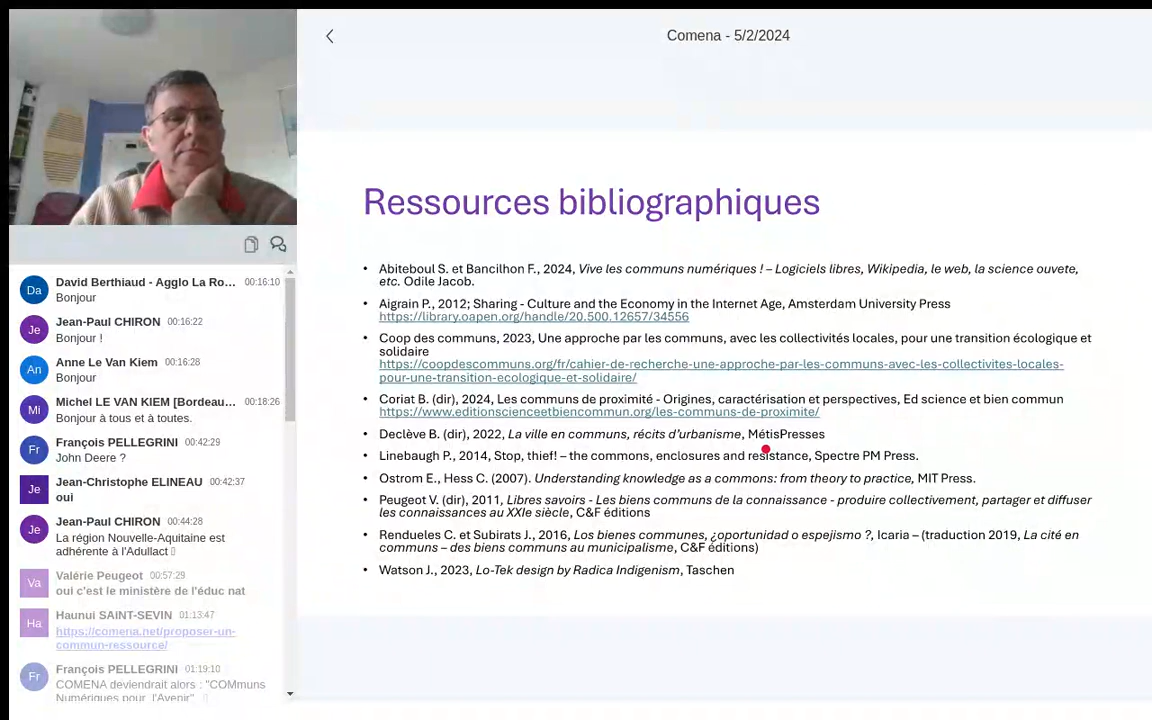 Comena - 5/2/2024
Da
David Berthiaud - Agglo La Ro… 00:16:10
Bonjour
Je
Jean-Paul CHIRON 00:16:22
Bonjour !
An
Anne Le Van Kiem 00:16:28
Bonjour
Mi
Michel LE VAN KIEM [Bordeau… 00:18:26
Bonjour à tous et à toutes.
Fr
François PELLEGRINI 00:42:29
John Deere ?
Je
Jean-Christophe ELINEAU 00:42:37
oui
Je
Jean-Paul CHIRON 00:44:28
La région Nouvelle-Aquitaine est
adhérente à l'Adullact
Va
Valérie Peugeot 00:57:29
oui c'est le ministère de l'éduc nat
Ha
Haunui SAINT-SEVIN 01:13:47
https://comena.net/proposer-un-
commun-ressource/
Fr
François PELLEGRINI 01:19:10
COMENA deviendrait alors : "COMmuns
Numériques pour l'Avenir"
Ressources bibliographiques
• Abiteboul S. et Bancilhon F., 2024, Vive les communs numériques ! – Logiciels libres, Wikipedia, le web, la science ouvete,
etc. Odile Jacob.
• Aigrain P., 2012; Sharing - Culture and the Economy in the Internet Age, Amsterdam University Press
https://library.oapen.org/handle/20.500.12657/34556
• Coop des communs, 2023, Une approche par les communs, avec les collectivités locales, pour une transition écologique et
solidaire
https://coopdescommuns.org/fr/cahier-de-recherche-une-approche-par-les-communs-avec-les-collectivites-locales-
pour-une-transition-ecologique-et-solidaire/
• Coriat B. (dir), 2024, Les communs de proximité - Origines, caractérisation et perspectives, Ed science et bien commun
https://www.editionscienceetbiencommun.org/les-communs-de-proximite/
• Declève B. (dir), 2022, La ville en communs, récits d'urbanisme, MétisPresses
• Linebaugh P., 2014, Stop, thief! – the commons, enclosures and resistance, Spectre PM Press.
• Ostrom E., Hess C. (2007). Understanding knowledge as a commons: from theory to practice, MIT Press.
• Peugeot V. (dir), 2011, Libres savoirs - Les biens communs de la connaissance - produire collectivement, partager et diffuser
les connaissances au XXIe siècle, C&F éditions
• Rendueles C. et Subirats J., 2016, Los bienes communes, ¿oportunidad o espejismo ?, Icaria – (traduction 2019, La cité en
communs – des biens communs au municipalisme, C&F éditions)
• Watson J., 2023, Lo-Tek design by Radica Indigenism, Taschen